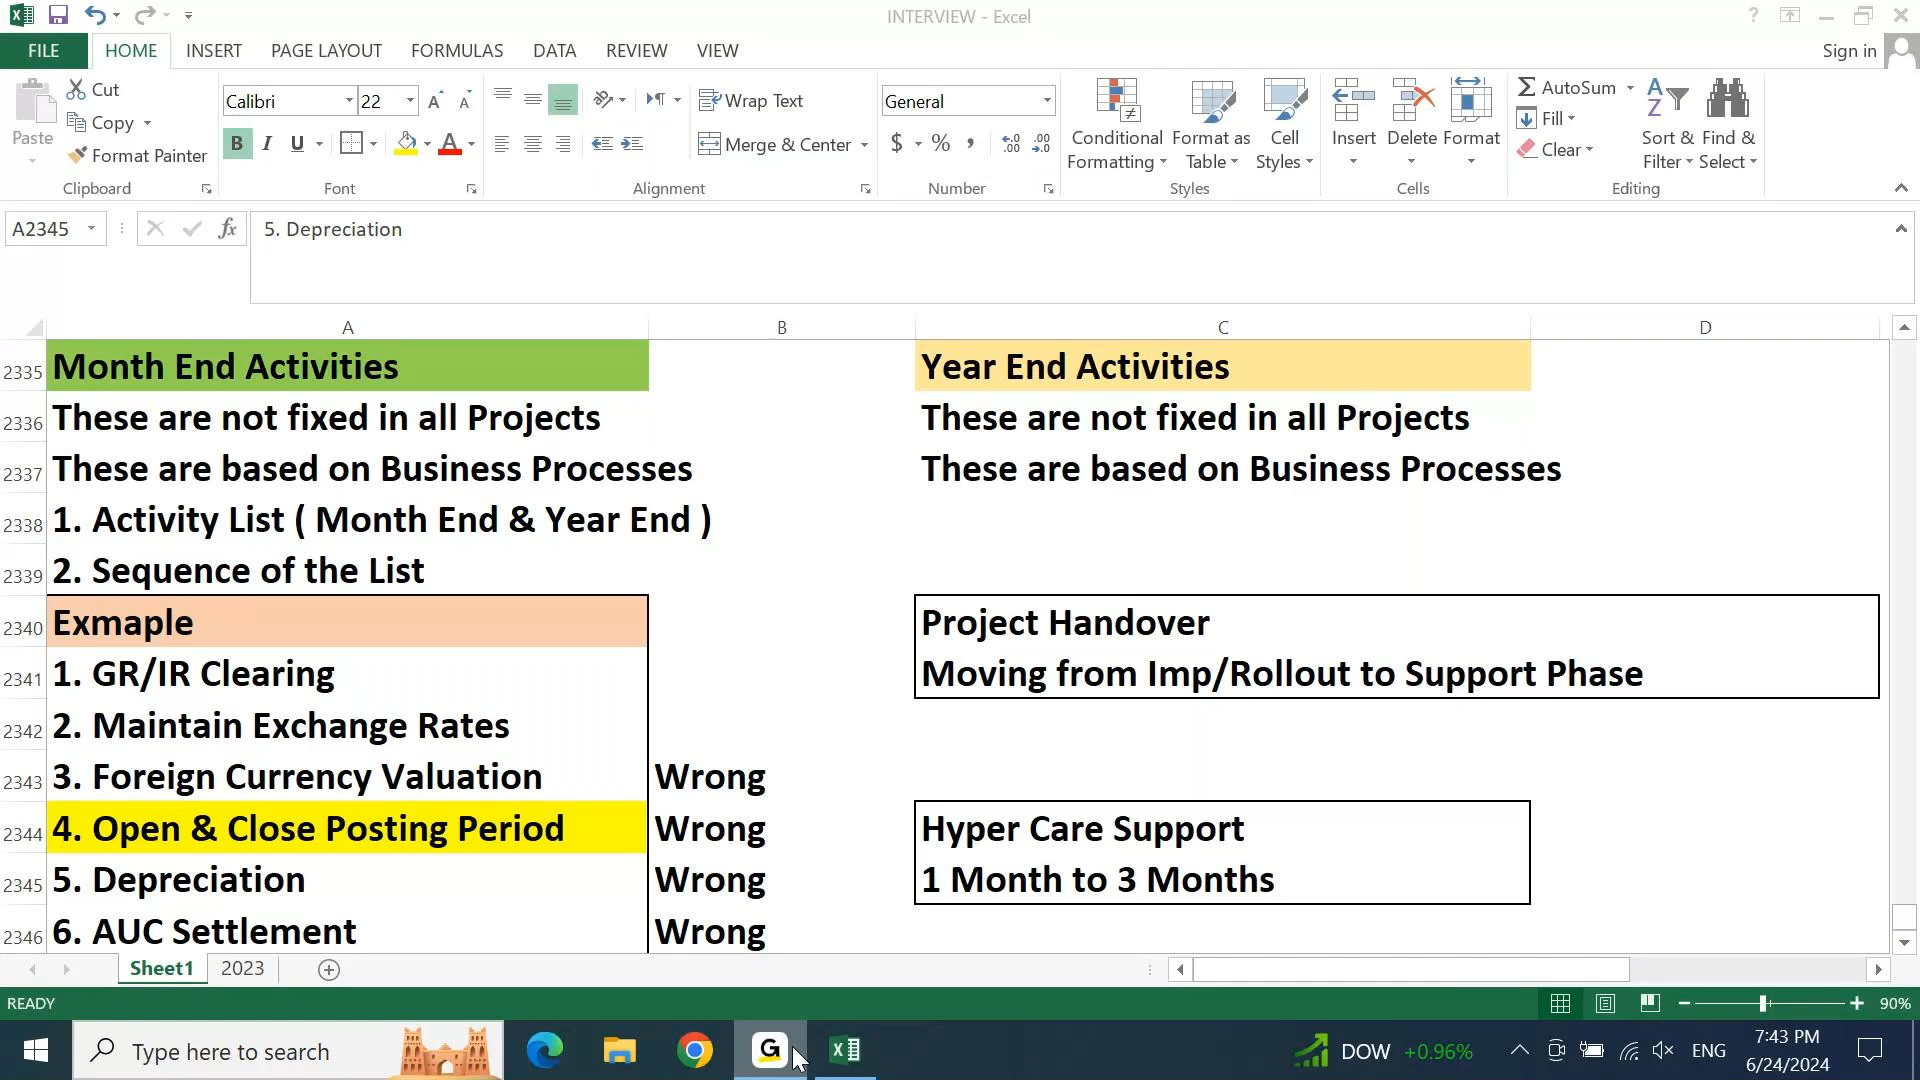 INTERVIEW - Excel
FILE HOME INSERT PAGE LAYOUT FORMULAS DATA REVIEW VIEW
Sign in
Paste
Cut
Copy
Format Painter
Clipboard
Calibri 22
B I U
Font
Wrap Text
Merge & Center
Alignment
General
$ % ,
Number
Conditional Formatting
Format as Table
Cell Styles
Styles
Insert Delete Format
Cells
AutoSum
Fill
Clear
Sort & Filter
Find & Select
Editing
A2345 fx 5. Depreciation
A B C D
2335 Month End Activities Year End Activities
2336 These are not fixed in all Projects These are not fixed in all Projects
2337 These are based on Business Processes These are based on Business Processes
2338 1. Activity List ( Month End & Year End )
2339 2. Sequence of the List
2340 Exmaple Project Handover
2341 1. GR/IR Clearing Moving from Imp/Rollout to Support Phase
2342 2. Maintain Exchange Rates
2343 3. Foreign Currency Valuation Wrong
2344 4. Open & Close Posting Period Wrong Hyper Care Support
2345 5. Depreciation Wrong 1 Month to 3 Months
2346 6. AUC Settlement Wrong
Sheet1 2023
READY 90%
Type here to search
DOW +0.96%
ENG
7:43 PM
6/24/2024